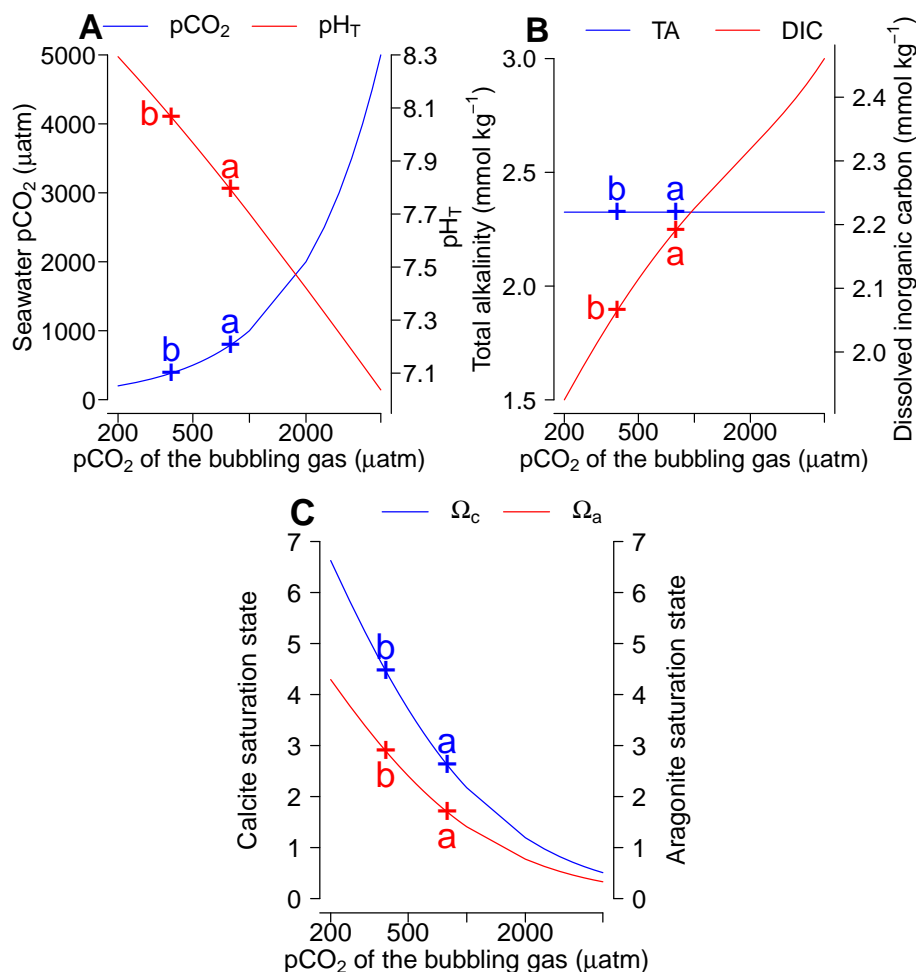 A
pCO₂
pH_T
5000
4000
3000
2000
1000
0
Seawater pCO₂ (µatm)
8.3
8.1
7.9
7.7
7.5
7.3
7.1
pH_T
b
a
b
a
200
500
2000
pCO₂ of the bubbling gas (µatm)
B
TA
DIC
3.0
2.5
2.0
1.5
Total alkalinity (mmol kg⁻¹)
2.4
2.3
2.2
2.1
2.0
Dissolved inorganic carbon (mmol kg⁻¹)
b
a
a
b
200
500
2000
pCO₂ of the bubbling gas (µatm)
C
Ω_c
Ω_a
7
6
5
4
3
2
1
0
Calcite saturation state
7
6
5
4
3
2
1
0
Aragonite saturation state
b
a
b
a
200
500
2000
pCO₂ of the bubbling gas (µatm)